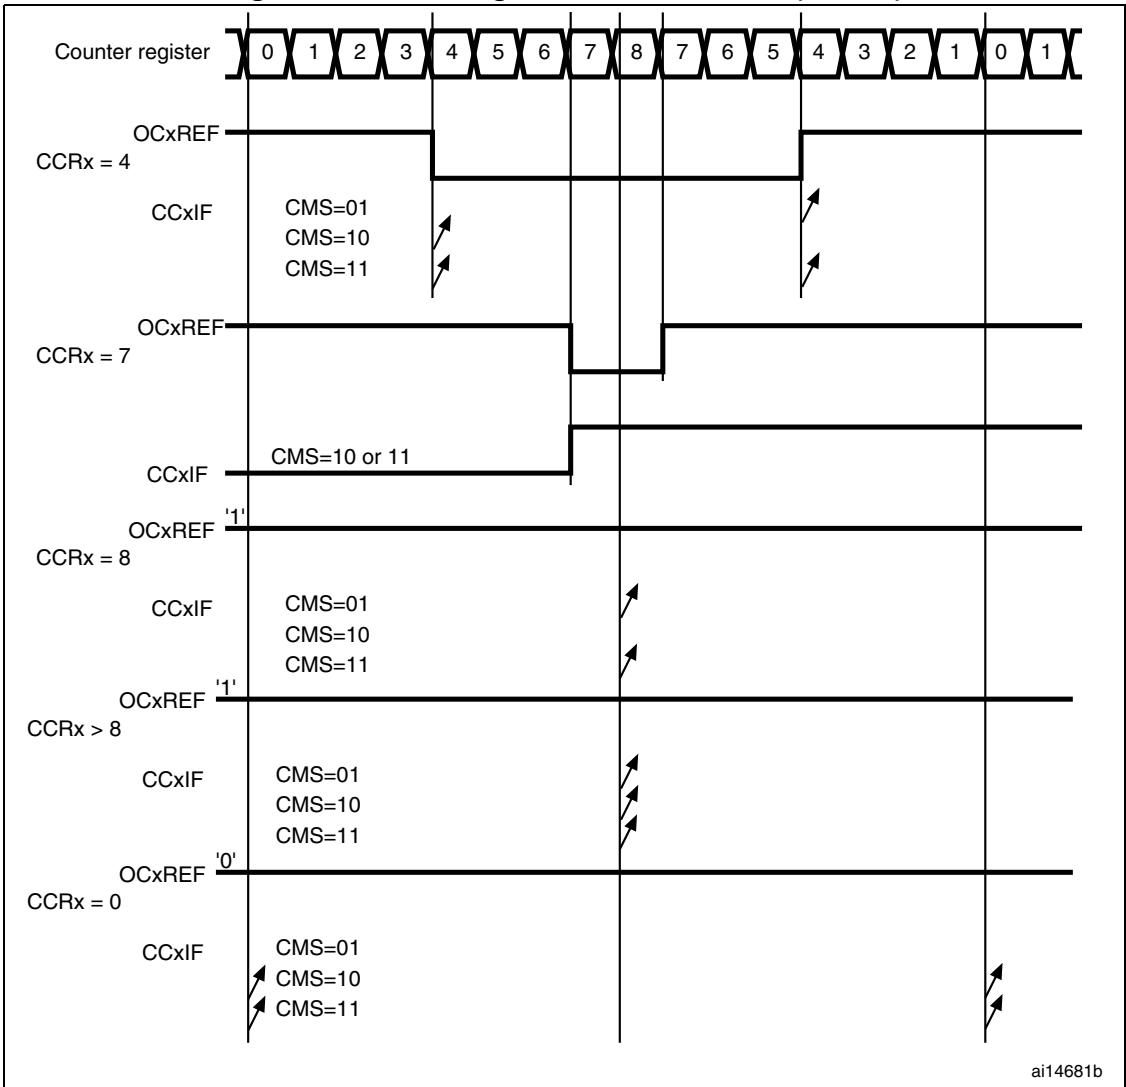 Counter register 0 1 2 3 4 5 6 7 8 7 6 5 4 3 2 1 0 1
OCxREF
CCRx = 4
CCxIF
CMS=01
CMS=10
CMS=11
OCxREF
CCRx = 7
CMS=10 or 11
CCxIF
'1'
OCxREF
CCRx = 8
CCxIF
CMS=01
CMS=10
CMS=11
'1'
OCxREF
CCRx > 8
CCxIF
CMS=01
CMS=10
CMS=11
'0'
OCxREF
CCRx = 0
CCxIF
CMS=01
CMS=10
CMS=11
ai14681b